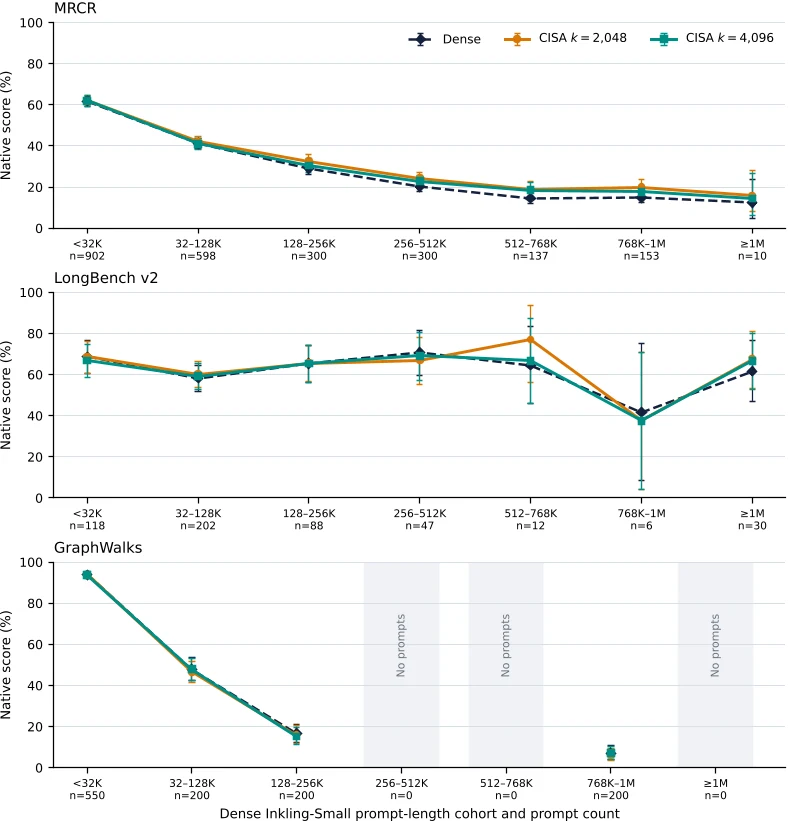 MRCR
Dense
CISA k = 2,048
CISA k = 4,096
Native score (%)
100
80
60
40
20
0
<32K 32–128K 128–256K 256–512K 512–768K 768K–1M ≥1M
n=902 n=598 n=300 n=300 n=137 n=153 n=10
LongBench v2
Native score (%)
100
80
60
40
20
0
<32K 32–128K 128–256K 256–512K 512–768K 768K–1M ≥1M
n=118 n=202 n=88 n=47 n=12 n=6 n=30
GraphWalks
Native score (%)
100
80
60
40
20
0
No prompts
No prompts
No prompts
<32K 32–128K 128–256K 256–512K 512–768K 768K–1M ≥1M
n=550 n=200 n=200 n=0 n=0 n=200 n=0
Dense Inkling-Small prompt-length cohort and prompt count